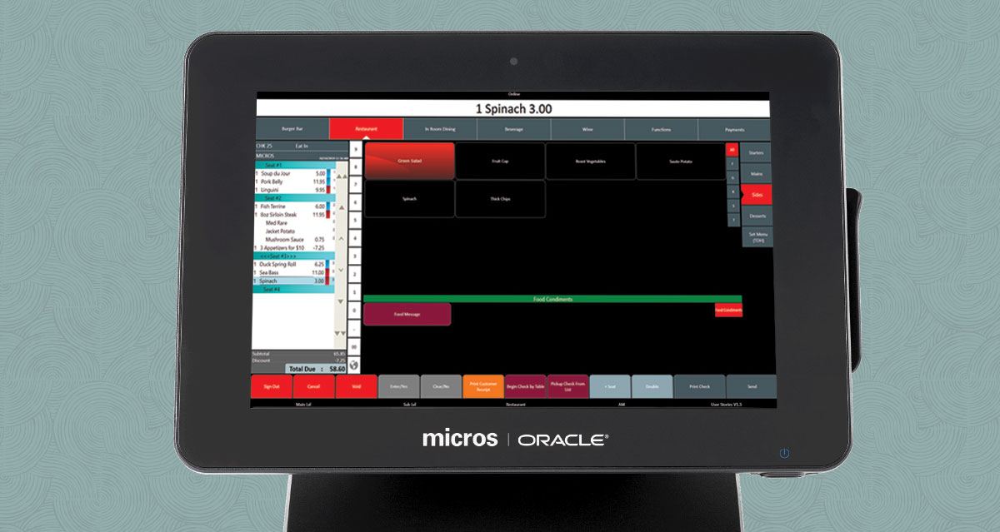 Online
1 Spinach 3.00
Burger Bar
Restaurant
In Room Dining
Beverage
Wine
Functions
Payments
CHK 25 Eat In
MICROS
Seat #1
1 Soup du Jour 5.00
1 Pork Belly 11.95
1 Linguini 9.95
Seat #2
1 Fish Terrine 6.00
1 8oz Sirloin Steak 11.95
Med Rare
Jacket Potato
Mushroom Sauce 0.75
1 3 Appetizers for $10 -7.25
>>>Seat #3>>>
1 Duck Spring Roll 6.25
1 Sea Bass 11.00
1 Spinach 3.00
Seat #4
Subtotal 65.85
Discount -7.25
Total Due : 58.60
9
8
7
6
5
4
3
2
1
0
-
00
Green Salad
Fruit Cup
Roast Vegetables
Saute Potato
Spinach
Thick Chips
All
Starters
Mains
Sides
Desserts
Set Menu
[TDH]
Food Condiments
Food Message
Food Condiments
Sign Out
Cancel
Void
Enter/Yes
Clear/No
Print Customer
Receipt
Begin Check by Table
Pickup Check From
List
+ Seat
Double
Print Check
Send
Main Lvl
Sub Lvl
Restaurant
AM
User Stories V1.3
micros | ORACLE®